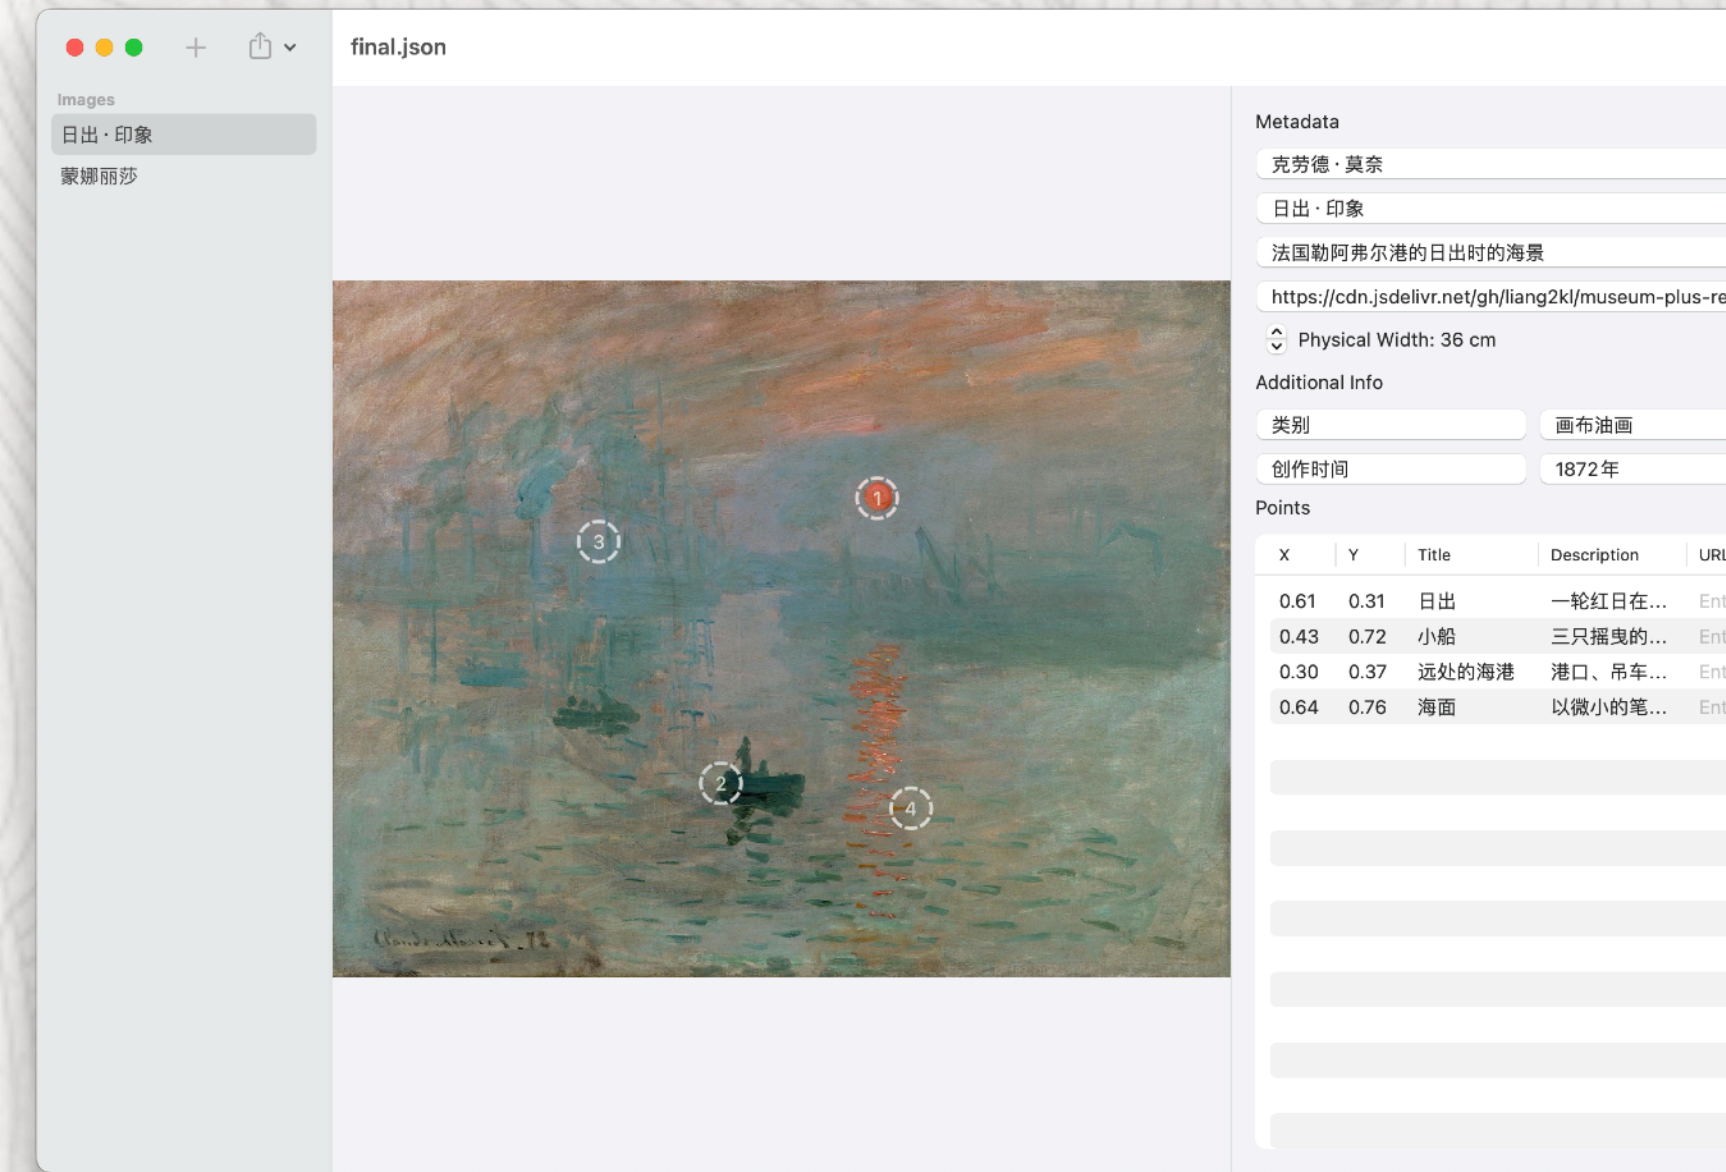 final.json
Images
日出 · 印象
蒙娜丽莎
1
3
2
4
Claude Monet . 72
Metadata
克劳德 · 莫奈
日出 · 印象
法国勒阿弗尔港的日出时的海景
https://cdn.jsdelivr.net/gh/liang2kl/museum-plus-re
Physical Width: 36 cm
Additional Info
类别 画布油画
创作时间 1872年
Points
X Y Title Description URL
0.61 0.31 日出 一轮红日在... Ent
0.43 0.72 小船 三只摇曳的... Ent
0.30 0.37 远处的海港 港口、吊车... Ent
0.64 0.76 海面 以微小的笔... Ent